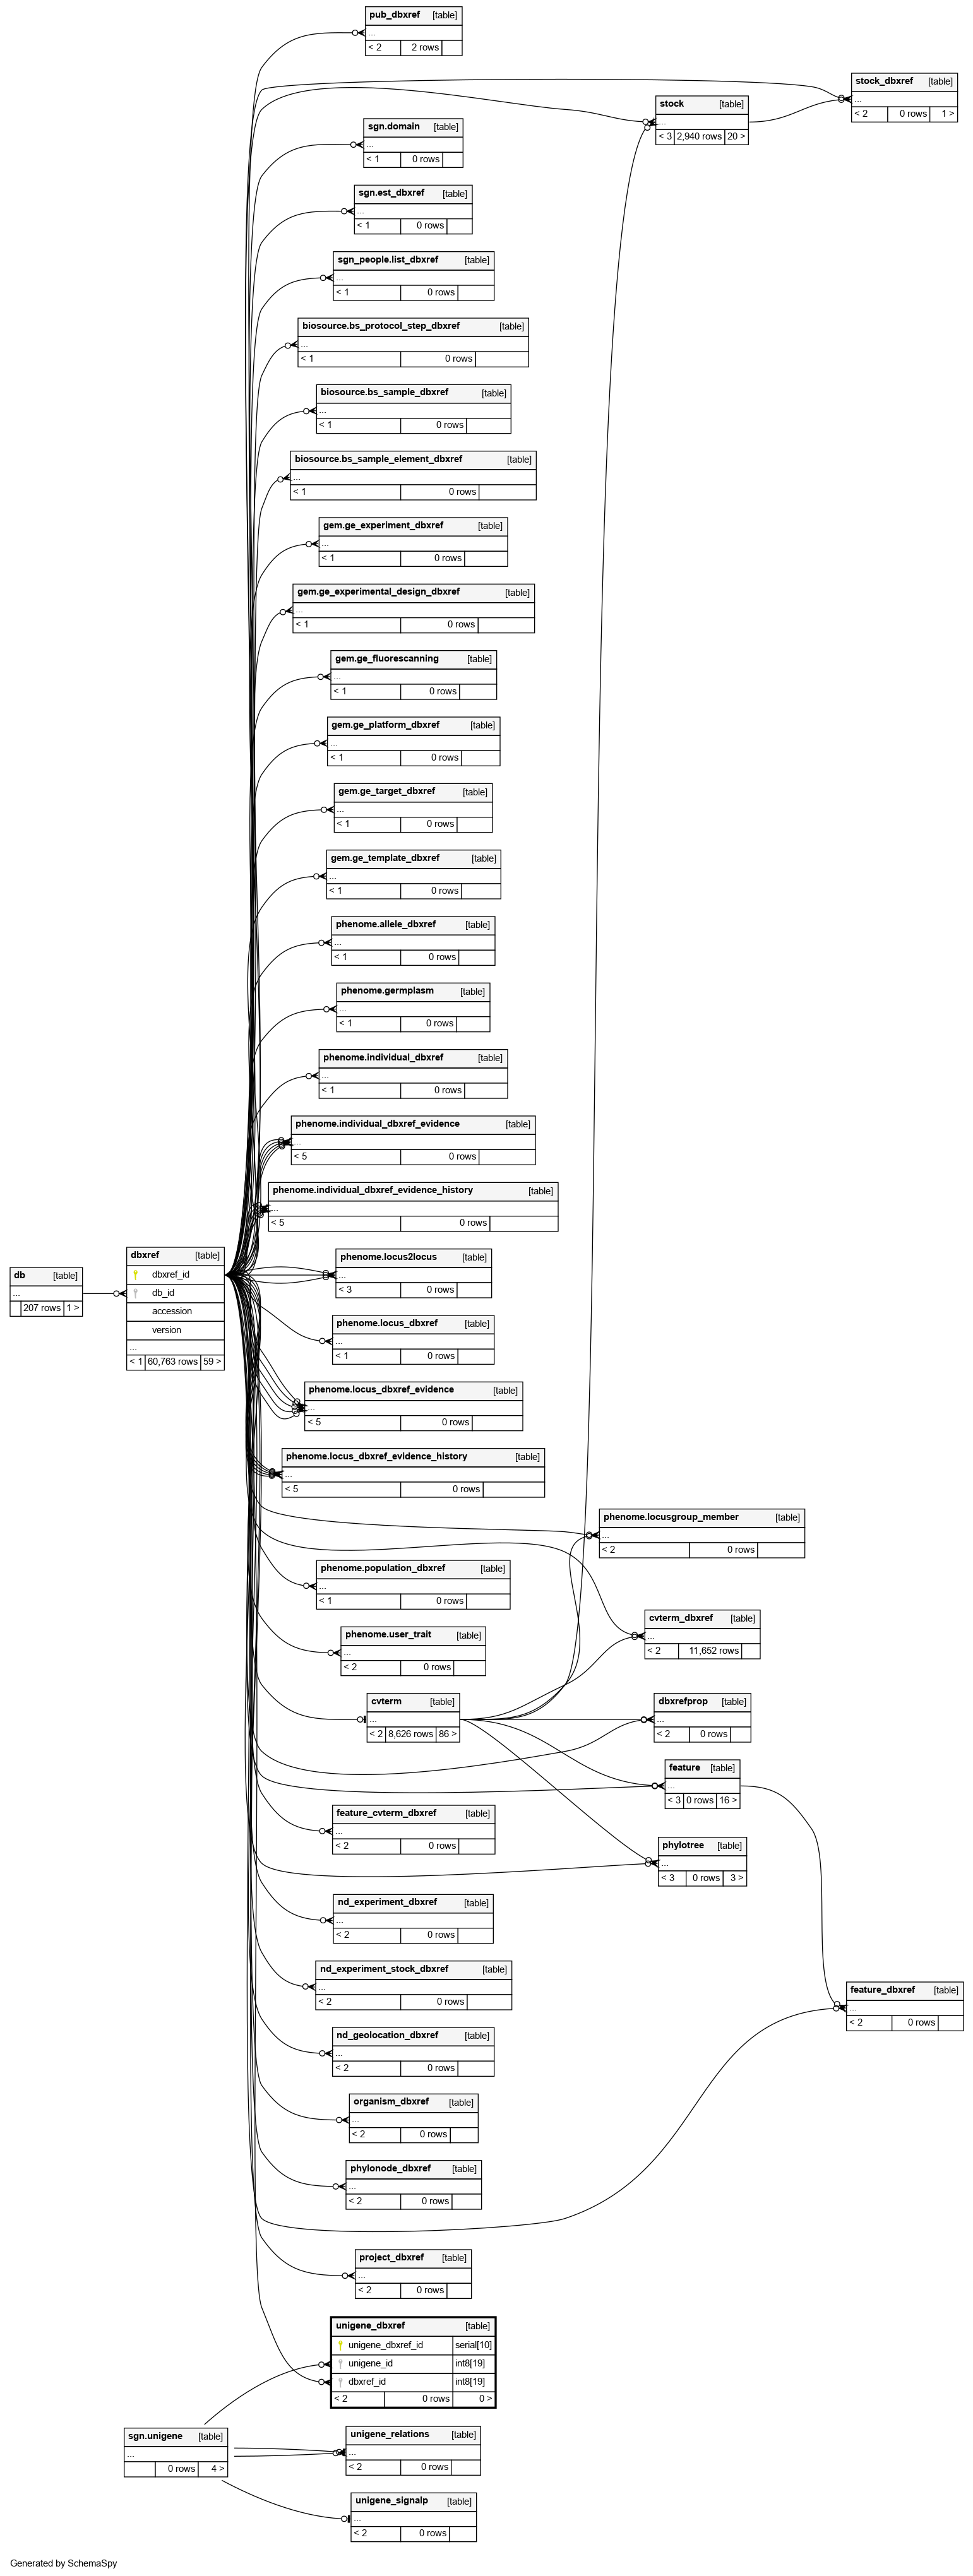 pub_dbxref [table]
...
< 2 2 rows
stock_dbxref [table]
...
< 2 0 rows 1 >
stock [table]
...
< 3 2,940 rows 20 >
sgn.domain [table]
...
< 1 0 rows
sgn.est_dbxref [table]
...
< 1 0 rows
sgn_people.list_dbxref [table]
...
< 1 0 rows
biosource.bs_protocol_step_dbxref [table]
...
< 1 0 rows
biosource.bs_sample_dbxref [table]
...
< 1 0 rows
biosource.bs_sample_element_dbxref [table]
...
< 1 0 rows
gem.ge_experiment_dbxref [table]
...
< 1 0 rows
gem.ge_experimental_design_dbxref [table]
...
< 1 0 rows
gem.ge_fluorescanning [table]
...
< 1 0 rows
gem.ge_platform_dbxref [table]
...
< 1 0 rows
gem.ge_target_dbxref [table]
...
< 1 0 rows
gem.ge_template_dbxref [table]
...
< 1 0 rows
phenome.allele_dbxref [table]
...
< 1 0 rows
phenome.germplasm [table]
...
< 1 0 rows
phenome.individual_dbxref [table]
...
< 1 0 rows
phenome.individual_dbxref_evidence [table]
...
< 5 0 rows
phenome.individual_dbxref_evidence_history [table]
...
< 5 0 rows
db [table]
...
207 rows 1 >
dbxref [table]
dbxref_id
db_id
accession
version
...
< 1 60,763 rows 59 >
phenome.locus2locus [table]
...
< 3 0 rows
phenome.locus_dbxref [table]
...
< 1 0 rows
phenome.locus_dbxref_evidence [table]
...
< 5 0 rows
phenome.locus_dbxref_evidence_history [table]
...
< 5 0 rows
phenome.locusgroup_member [table]
...
< 2 0 rows
phenome.population_dbxref [table]
...
< 1 0 rows
cvterm_dbxref [table]
...
< 2 11,652 rows
phenome.user_trait [table]
...
< 2 0 rows
cvterm [table]
...
< 2 8,626 rows 86 >
dbxrefprop [table]
...
< 2 0 rows
feature [table]
...
< 3 0 rows 16 >
feature_cvterm_dbxref [table]
...
< 2 0 rows
phylotree [table]
...
< 3 0 rows 3 >
nd_experiment_dbxref [table]
...
< 2 0 rows
nd_experiment_stock_dbxref [table]
...
< 2 0 rows
feature_dbxref [table]
...
< 2 0 rows
nd_geolocation_dbxref [table]
...
< 2 0 rows
organism_dbxref [table]
...
< 2 0 rows
phylonode_dbxref [table]
...
< 2 0 rows
project_dbxref [table]
...
< 2 0 rows
unigene_dbxref [table]
unigene_dbxref_id serial[10]
unigene_id int8[19]
dbxref_id int8[19]
< 2 0 rows 0 >
sgn.unigene [table]
...
0 rows 4 >
unigene_relations [table]
...
< 2 0 rows
unigene_signalp [table]
...
< 2 0 rows
Generated by SchemaSpy